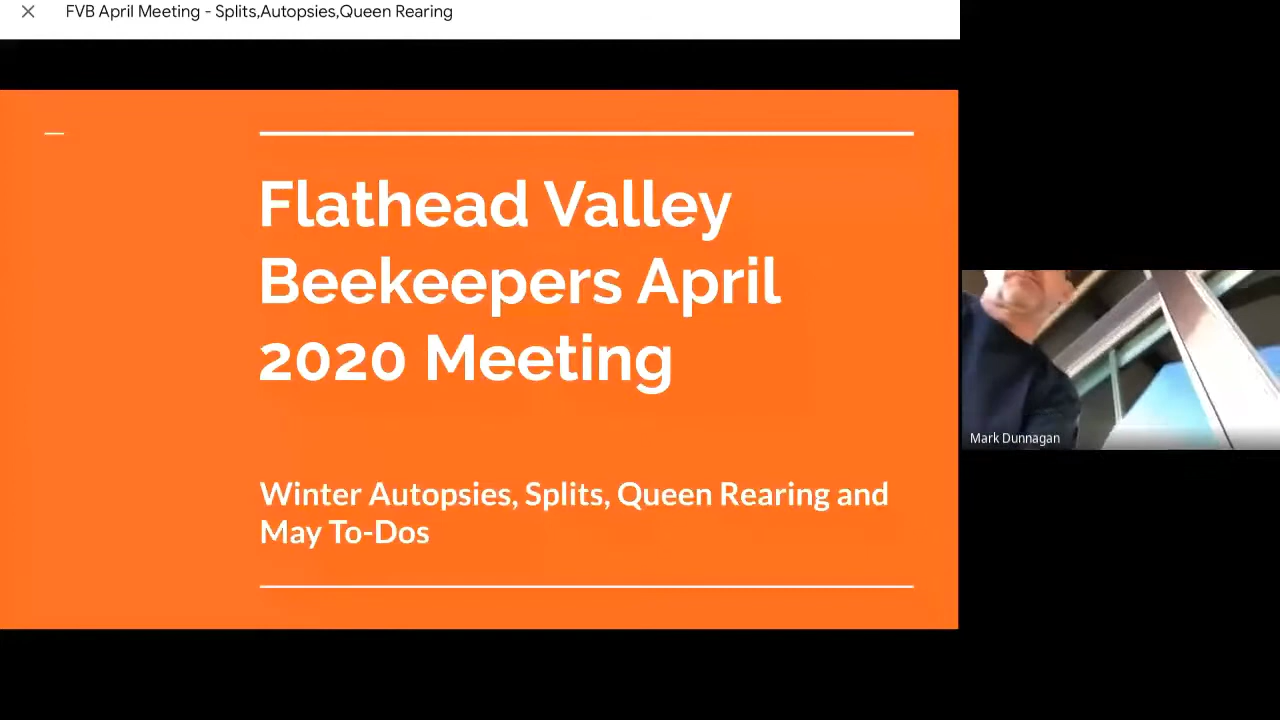 FVB April Meeting - Splits,Autopsies,Queen Rearing
Flathead Valley
Beekeepers April
2020 Meeting
Winter Autopsies, Splits, Queen Rearing and
May To-Dos
Mark Dunnagan